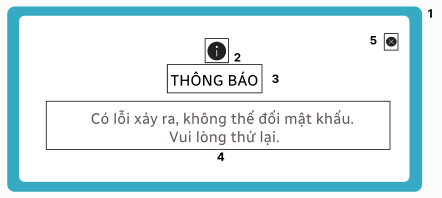 1
5
2
THÔNG BÁO 3
Có lỗi xảy ra, không thể đổi mật khẩu.
Vui lòng thử lại.
4